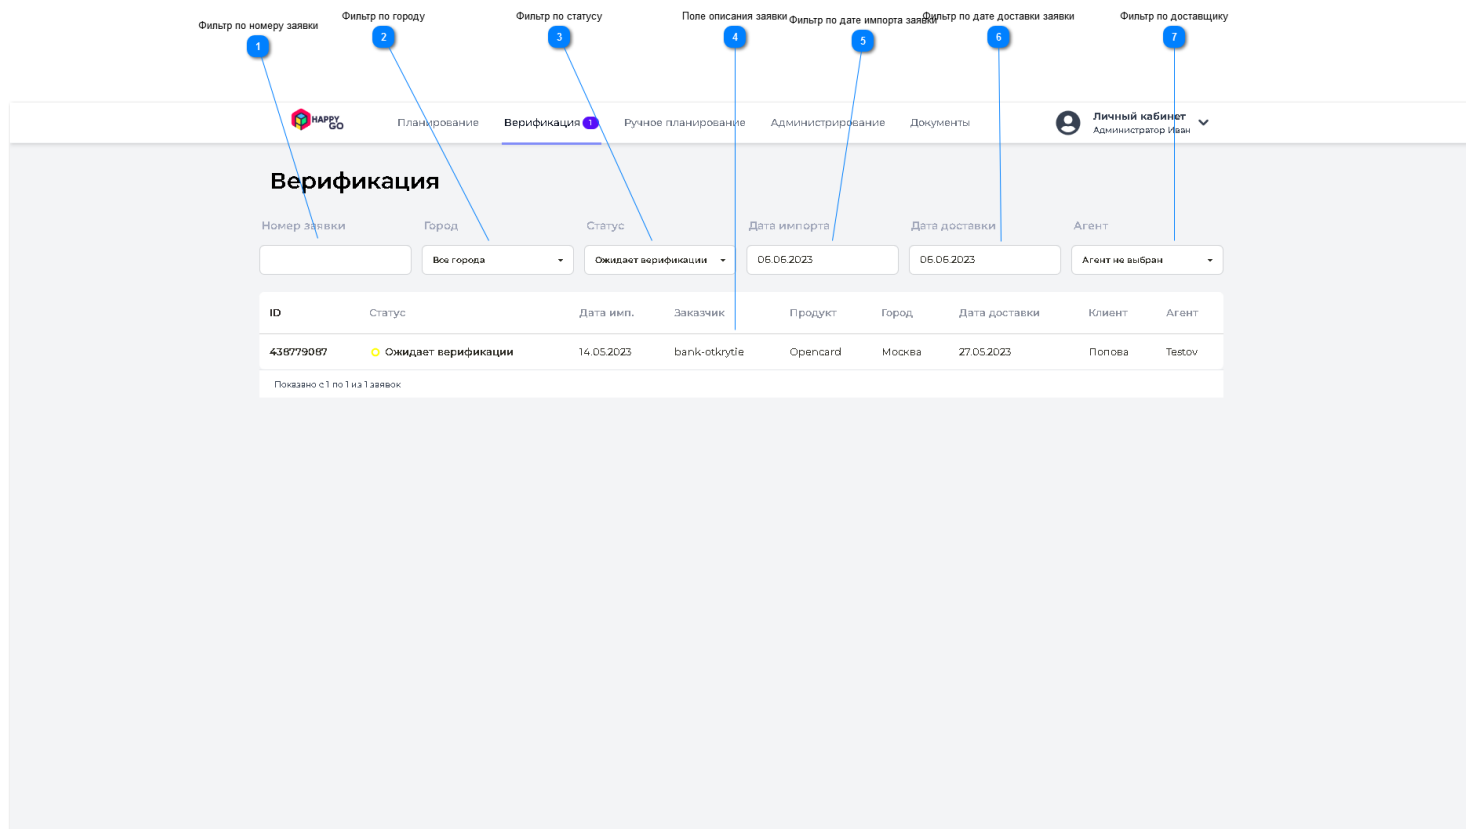 Фильтр по номеру заявки
Фильтр по городу
Фильтр по статусу
Поле описания заявки
Фильтр по дате импорта заявки
Фильтр по дате доставки заявки
Фильтр по доставщику
1
2
3
4
5
6
7
HAPPY GO
Планирование
Верификация 1
Ручное планирование
Администрирование
Документы
Личный кабинет
Администратор Иван
Верификация
Номер заявки
Город
Статус
Дата импорта
Дата доставки
Агент
Все города
Ожидает верификации
06.06.2023
06.06.2023
Агент не выбран
ID Статус Дата имп. Заказчик Продукт Город Дата доставки Клиент Агент
438779087 Ожидает верификации 14.05.2023 bank-otkrytie Opencard Москва 27.05.2023 Попова Testov
Показано с 1 по 1 из 1 заявок